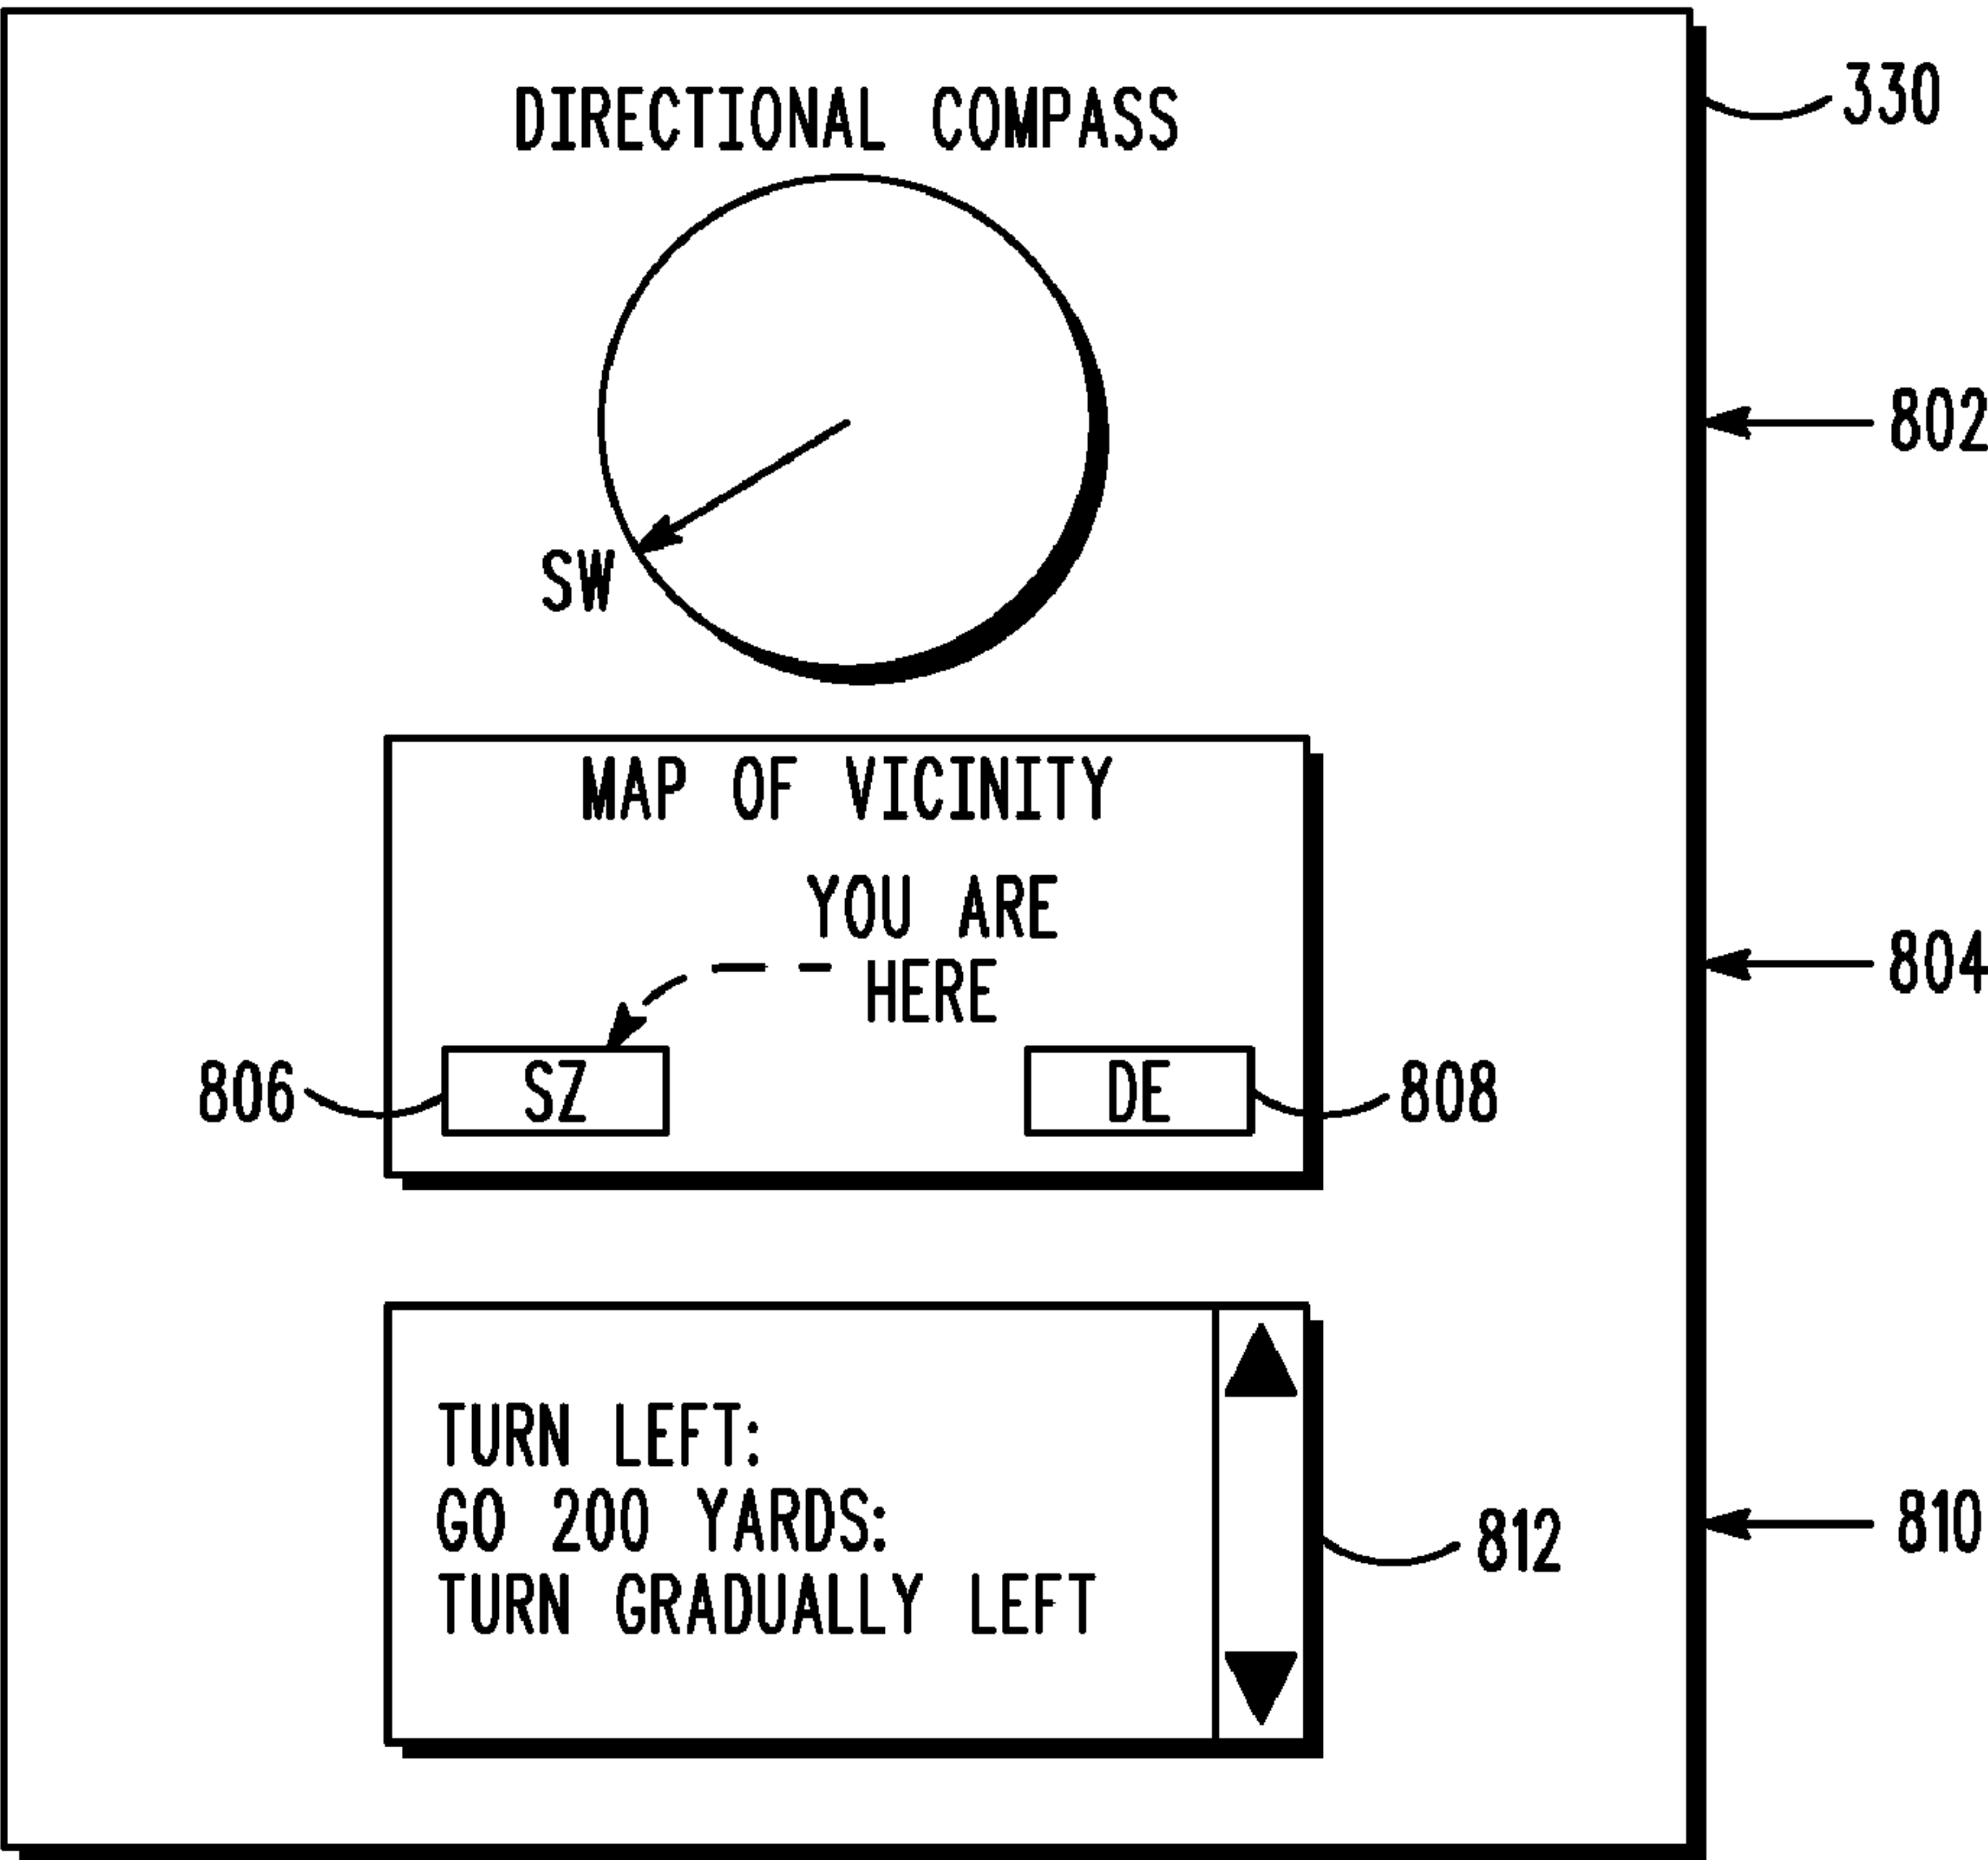 DIRECTIONAL COMPASS
330
802
SW
MAP OF VICINITY
YOU ARE
HERE
804
806
SZ
DE
808
TURN LEFT:
GO 200 YARDS:
TURN GRADUALLY LEFT
810
812